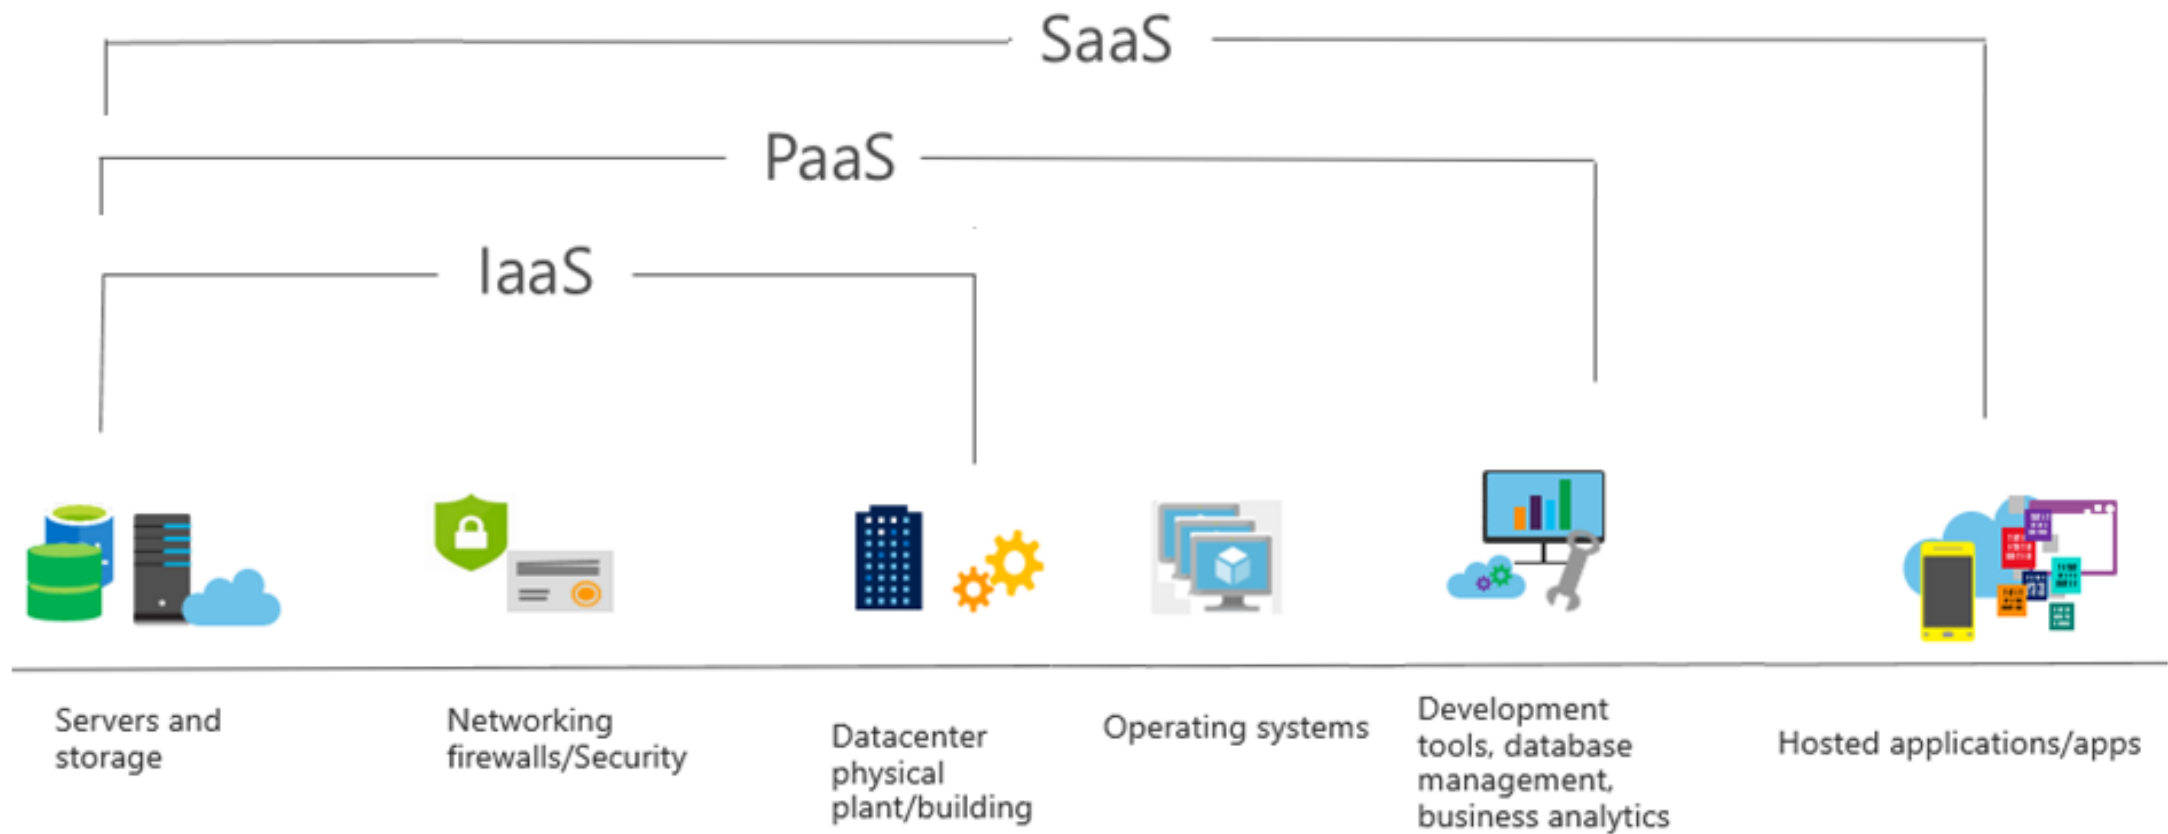 SaaS
PaaS
IaaS
Servers and
storage
Networking
firewalls/Security
Datacenter
physical
plant/building
Operating systems
Development
tools, database
management,
business analytics
Hosted applications/apps